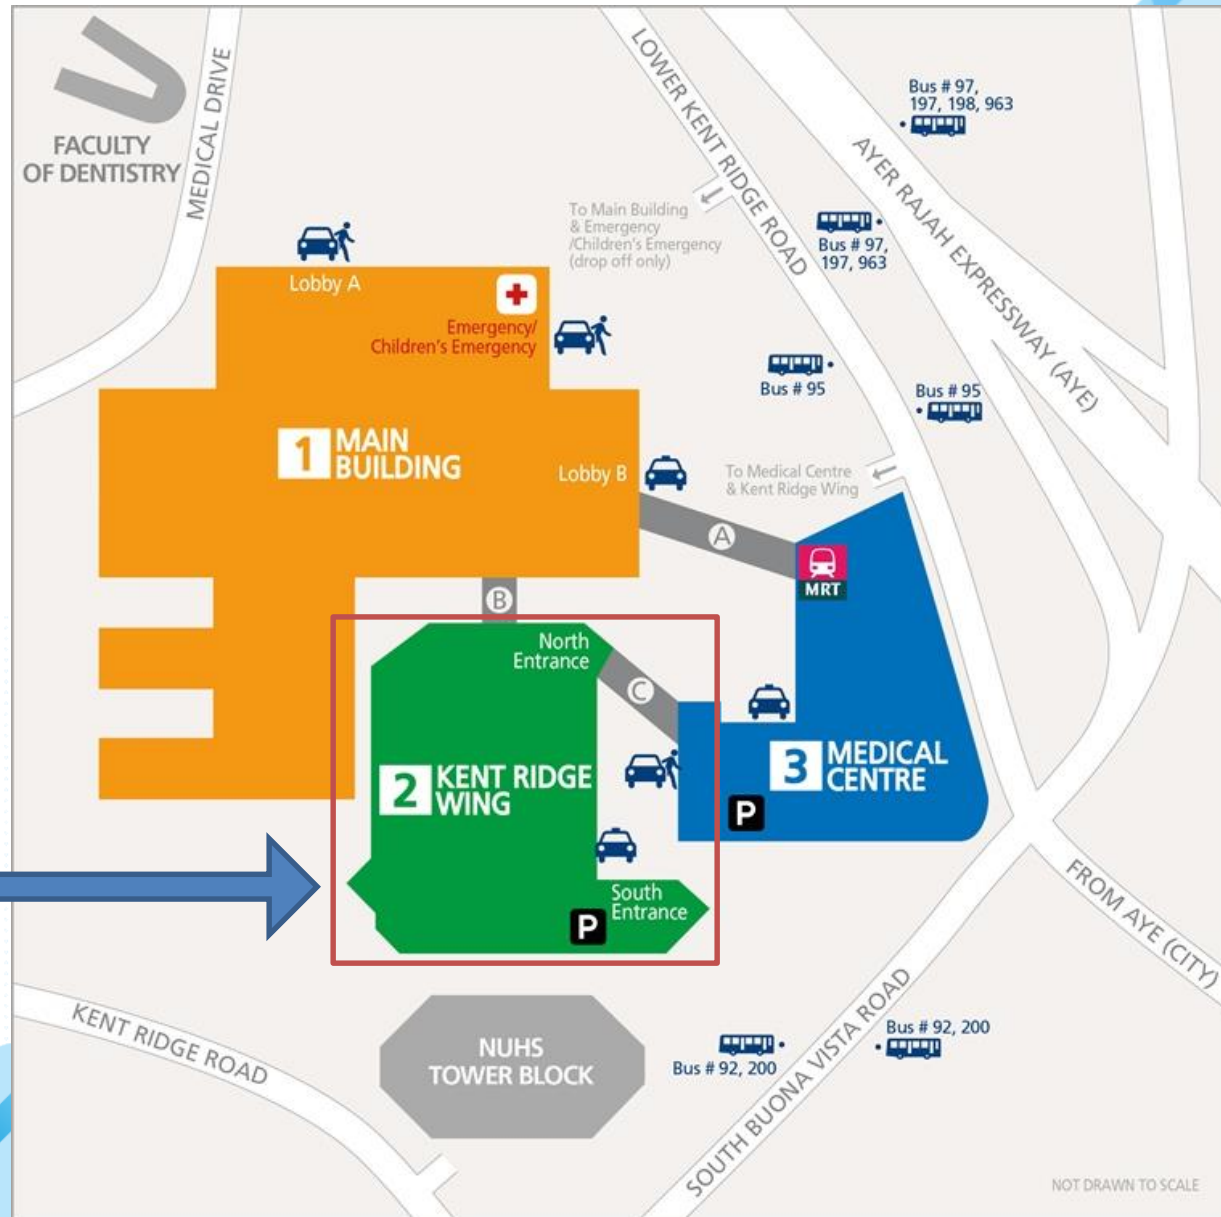 FACULTY
OF DENTISTRY
MEDICAL DRIVE
LOWER KENT RIDGE ROAD
Bus # 97,
197, 198, 963
AYER RAJAH EXPRESSWAY (AYE)
To Main Building
& Emergency
/Children's Emergency
(drop off only)
Bus # 97,
197, 963
Lobby A
Emergency/
Children's Emergency
Bus # 95
Bus # 95
1 MAIN
BUILDING
Lobby B
To Medical Centre
& Kent Ridge Wing
A
MRT
B
North
Entrance
C
2 KENT RIDGE
WING
3 MEDICAL
CENTRE
P
South
Entrance
P
FROM AYE (CITY)
KENT RIDGE ROAD
NUHS
TOWER BLOCK
Bus # 92, 200
Bus # 92, 200
SOUTH BUONA VISTA ROAD
NOT DRAWN TO SCALE